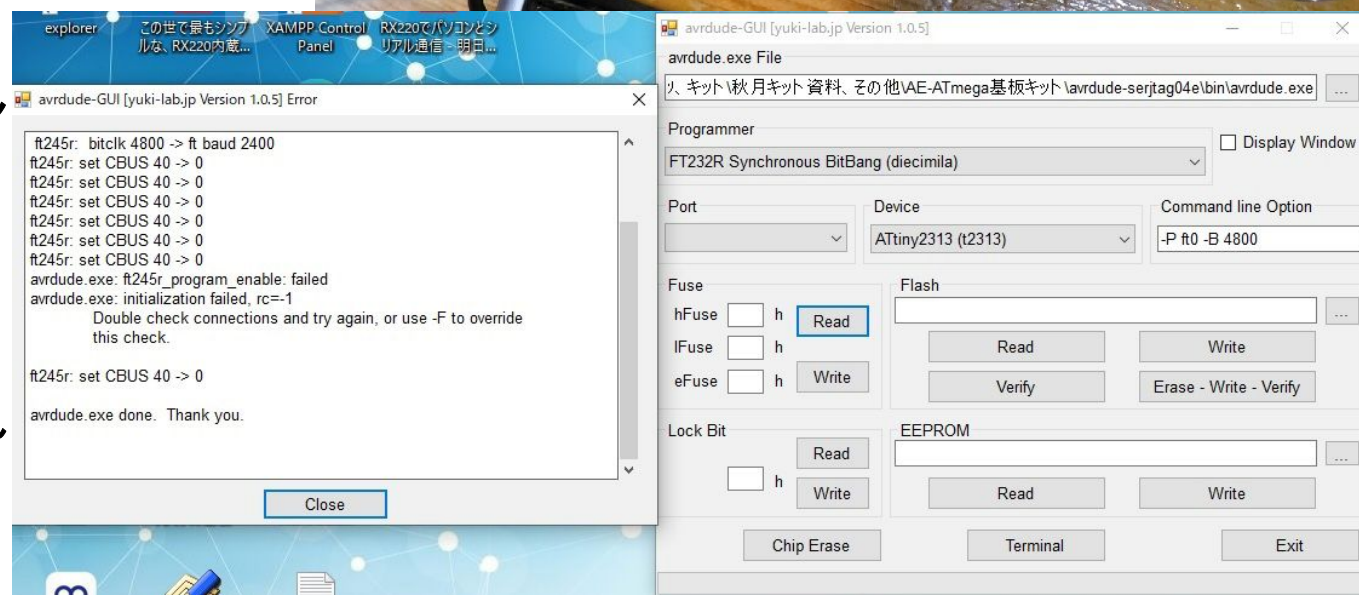 explorer
この世で最もシンプ
ルな、RX220内蔵...
XAMPP Control
Panel
RX220でパソコンとシ
リアル通信 - 明日...
avrdude-GUI [yuki-lab.jp Version 1.0.5] Error
ft245r: bitclk 4800 -> ft baud 2400
ft245r: set CBUS 40 -> 0
ft245r: set CBUS 40 -> 0
ft245r: set CBUS 40 -> 0
ft245r: set CBUS 40 -> 0
ft245r: set CBUS 40 -> 0
ft245r: set CBUS 40 -> 0
avrdude.exe: ft245r_program_enable: failed
avrdude.exe: initialization failed, rc=-1
Double check connections and try again, or use -F to override
this check.
ft245r: set CBUS 40 -> 0
avrdude.exe done. Thank you.
Close
avrdude-GUI [yuki-lab.jp Version 1.0.5]
avrdude.exe File
リ、キット\秋月キット 資料、その他\AE-ATmega基板キット\avrdude-serjtag04e\bin\avrdude.exe ...
Programmer
FT232R Synchronous BitBang (diecimila)
Display Window
Port
Device
ATtiny2313 (t2313)
Command line Option
-P ft0 -B 4800
Fuse
hFuse h
Read
lFuse h
eFuse h
Write
Flash
...
Read
Write
Verify
Erase - Write - Verify
Lock Bit
Read
h
Write
EEPROM
...
Read
Write
Chip Erase
Terminal
Exit